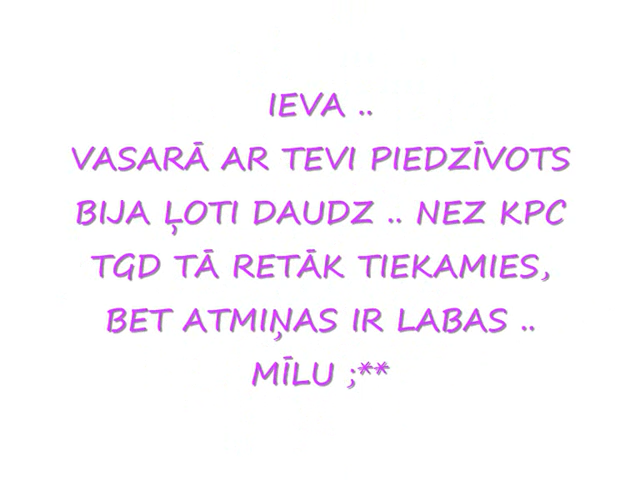 IEVA ..
VASARĀ AR TEVI PIEDZĪVOTS
BIJA ĻOTI DAUDZ .. NEZ KPC
TGD TĀ RETĀK TIEKAMIES,
BET ATMIŅAS IR LABAS ..
MĪLU ;**